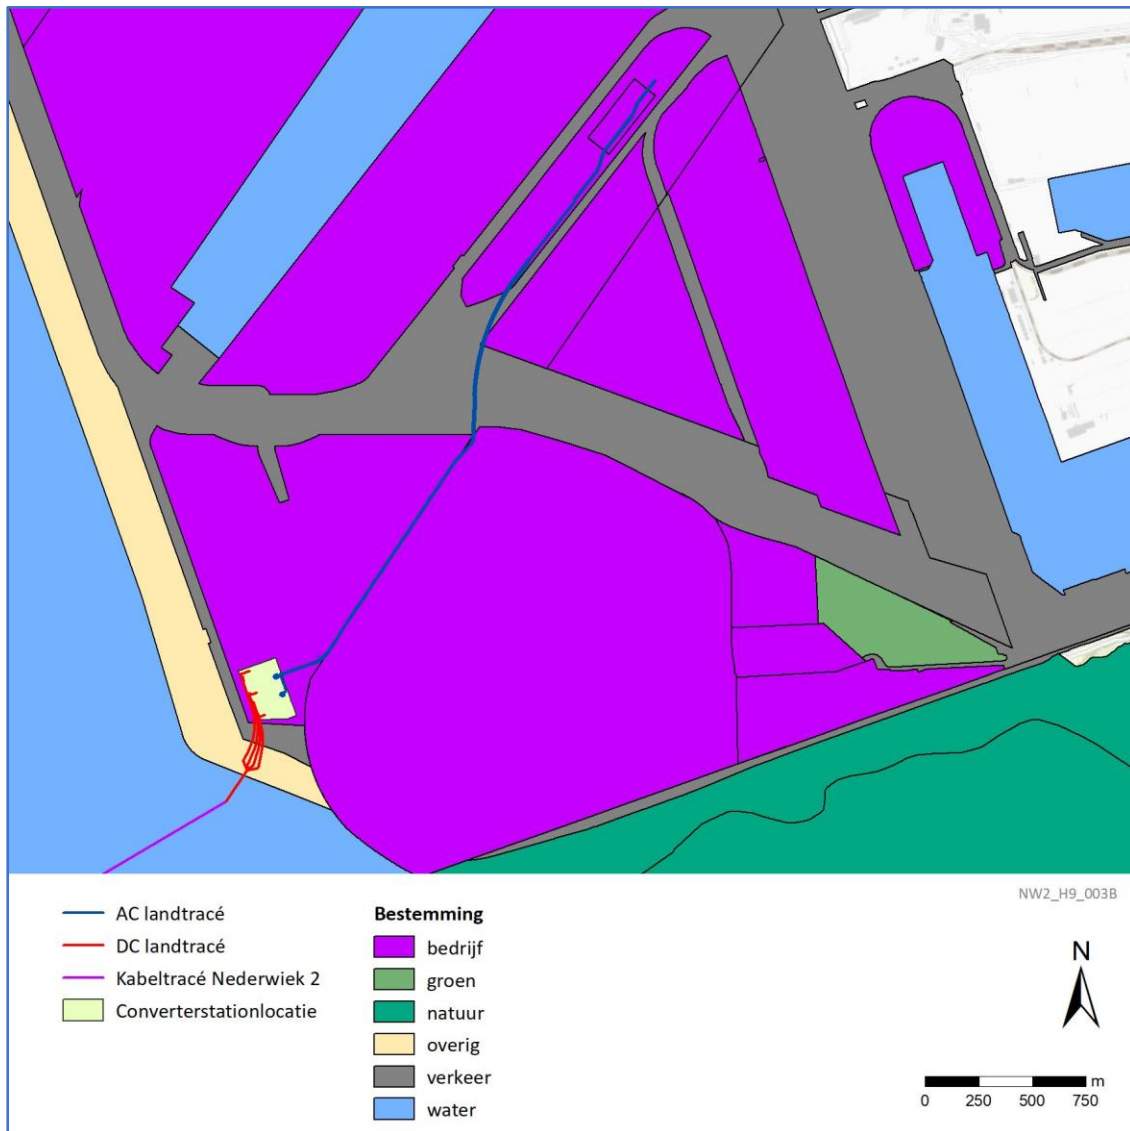 NW2_H9_003B
AC landtracé
DC landtracé
Kabeltracé Nederwiek 2
Converterstationlocatie
Bestemming
bedrijf
groen
natuur
overig
verkeer
water
N
m
0 250 500 750